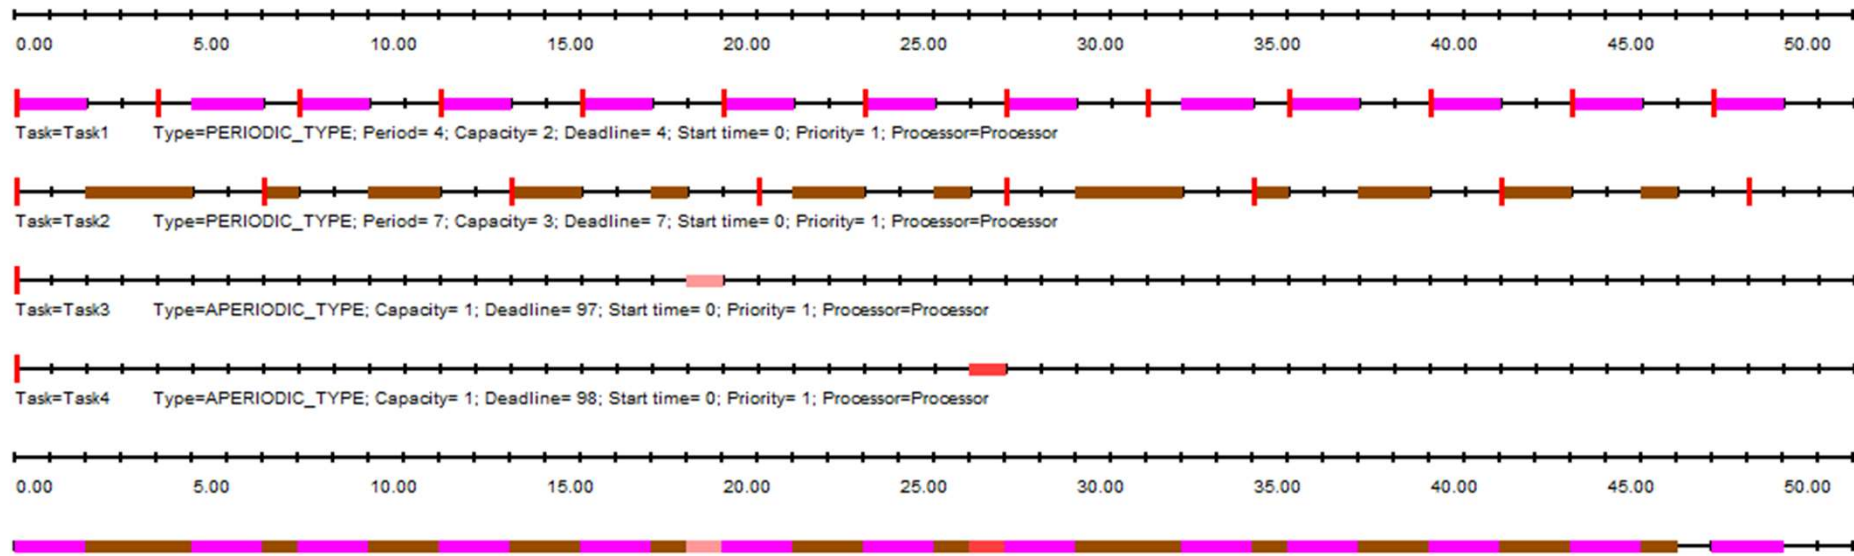 0.00 5.00 10.00 15.00 20.00 25.00 30.00 35.00 40.00 45.00 50.00
Task=Task1 Type=PERIODIC_TYPE; Period= 4; Capacity= 2; Deadline= 4; Start time= 0; Priority= 1; Processor=Processor
Task=Task2 Type=PERIODIC_TYPE; Period= 7; Capacity= 3; Deadline= 7; Start time= 0; Priority= 1; Processor=Processor
Task=Task3 Type=APERIODIC_TYPE; Capacity= 1; Deadline= 97; Start time= 0; Priority= 1; Processor=Processor
Task=Task4 Type=APERIODIC_TYPE; Capacity= 1; Deadline= 98; Start time= 0; Priority= 1; Processor=Processor
0.00 5.00 10.00 15.00 20.00 25.00 30.00 35.00 40.00 45.00 50.00